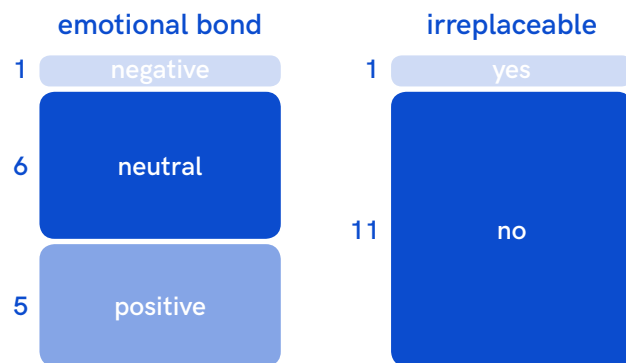 emotional bond
1 negative
6 neutral
5 positive
irreplaceable
1 yes
11 no